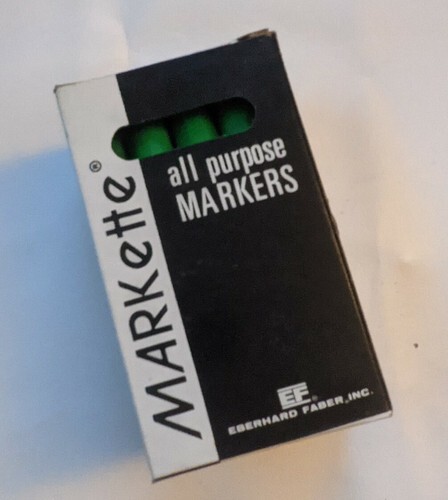 MARKette®
all purpose
MARKERS
EF®
EBERHARD FABER, INC.